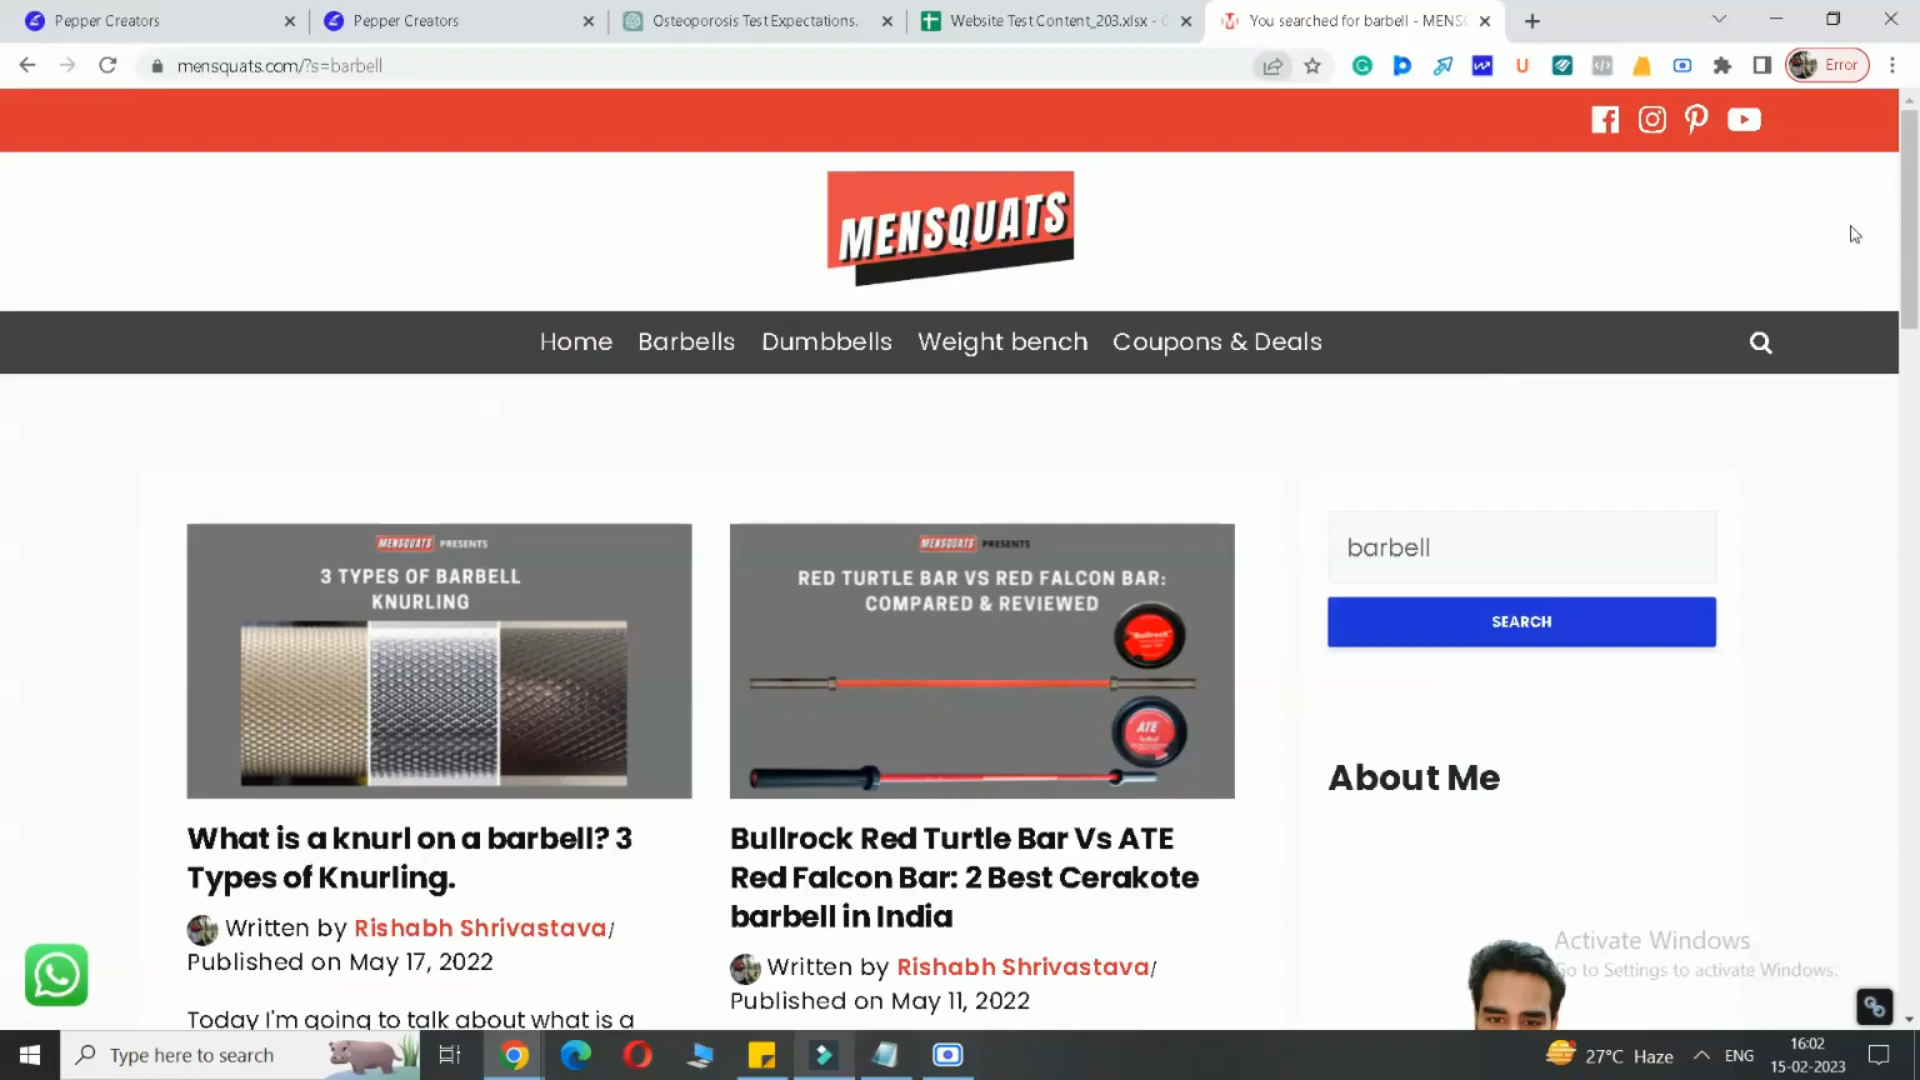 Pepper Creators
Pepper Creators
Osteoporosis Test Expectations.
Website Test Content_203.xlsx -
You searched for barbell - MENS
mensquats.com/?s=barbell
Error
MENSQUATS
Home Barbells Dumbbells Weight bench Coupons & Deals
MENSQUATS PRESENTS
3 TYPES OF BARBELL
KNURLING
MENSQUATS PRESENTS
RED TURTLE BAR VS RED FALCON BAR:
COMPARED & REVIEWED
"Bullrock"
ATE
barbell
SEARCH
About Me
What is a knurl on a barbell? 3
Types of Knurling.
Written by Rishabh Shrivastava/
Published on May 17, 2022
Today I'm going to talk about what is a
Bullrock Red Turtle Bar Vs ATE
Red Falcon Bar: 2 Best Cerakote
barbell in India
Written by Rishabh Shrivastava/
Published on May 11, 2022
Activate Windows
Go to Settings to activate Windows.
Type here to search
27°C Haze
ENG
16:02
15-02-2023